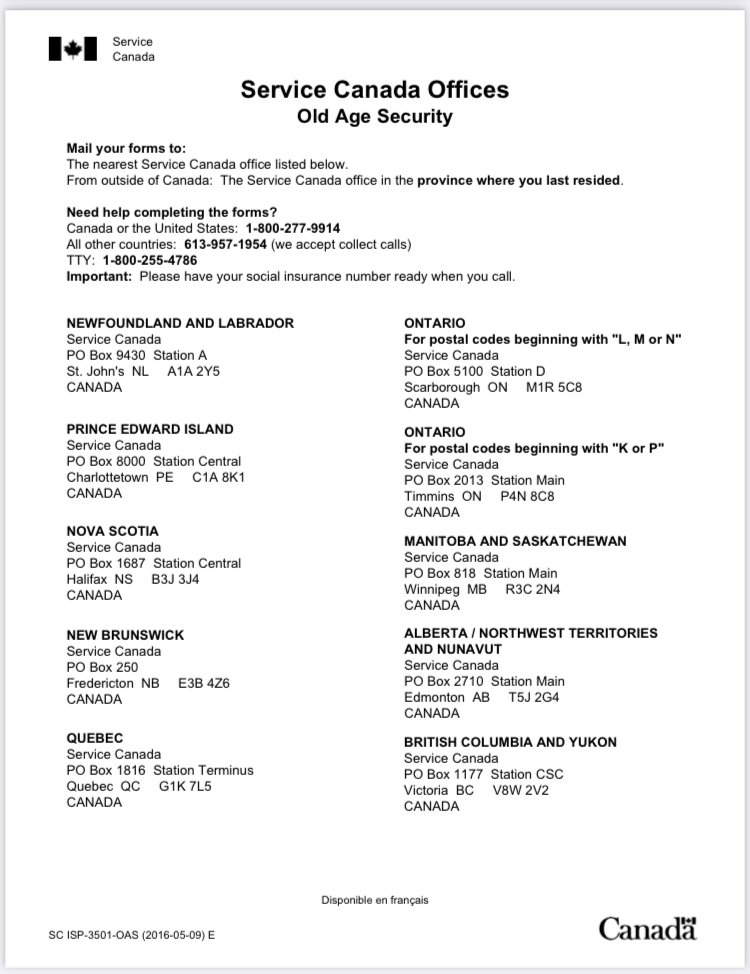 Service
Canada
Service Canada Offices
Old Age Security
Mail your forms to:
The nearest Service Canada office listed below.
From outside of Canada:  The Service Canada office in the province where you last resided.
Need help completing the forms?
Canada or the United States:  1-800-277-9914
All other countries:  613-957-1954 (we accept collect calls)
TTY:  1-800-255-4786
Important:  Please have your social insurance number ready when you call.
NEWFOUNDLAND AND LABRADOR
Service Canada
PO Box 9430  Station A
St. John's  NL     A1A 2Y5
CANADA
PRINCE EDWARD ISLAND
Service Canada
PO Box 8000  Station Central
Charlottetown  PE     C1A 8K1
CANADA
NOVA SCOTIA
Service Canada
PO Box 1687  Station Central
Halifax  NS     B3J 3J4
CANADA
NEW BRUNSWICK
Service Canada
PO Box 250
Fredericton  NB     E3B 4Z6
CANADA
QUEBEC
Service Canada
PO Box 1816  Station Terminus
Quebec  QC     G1K 7L5
CANADA
ONTARIO
For postal codes beginning with "L, M or N"
Service Canada
PO Box 5100  Station D
Scarborough  ON     M1R 5C8
CANADA
ONTARIO
For postal codes beginning with "K or P"
Service Canada
PO Box 2013  Station Main
Timmins  ON     P4N 8C8
CANADA
MANITOBA AND SASKATCHEWAN
Service Canada
PO Box 818  Station Main
Winnipeg  MB     R3C 2N4
CANADA
ALBERTA / NORTHWEST TERRITORIES
AND NUNAVUT
Service Canada
PO Box 2710  Station Main
Edmonton  AB     T5J 2G4
CANADA
BRITISH COLUMBIA AND YUKON
Service Canada
PO Box 1177  Station CSC
Victoria  BC     V8W 2V2
CANADA
Disponible en français
SC ISP-3501-OAS (2016-05-09) E
Canada